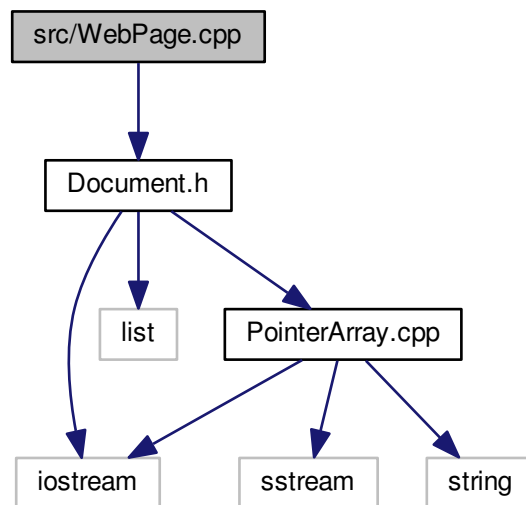 src/WebPage.cpp
Document.h
list
PointerArray.cpp
iostream
sstream
string